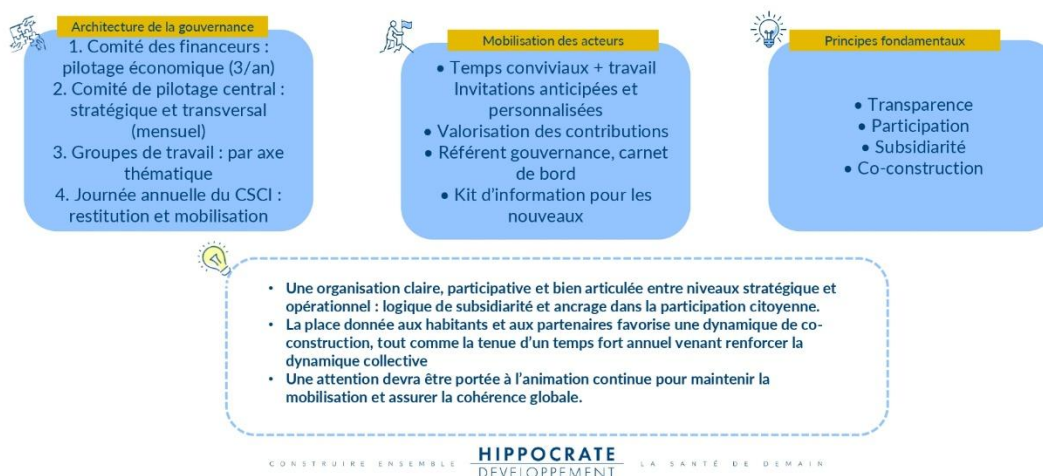 Architecture de la gouvernance
1. Comité des financeurs :
pilotage économique (3/an)
2. Comité de pilotage central :
stratégique et transversal
(mensuel)
3. Groupes de travail : par axe
thématique
4. Journée annuelle du CSCI :
restitution et mobilisation
Mobilisation des acteurs
• Temps conviviaux + travail
Invitations anticipées et
personnalisées
• Valorisation des contributions
• Référent gouvernance, carnet
de bord
• Kit d’information pour les
nouveaux
Principes fondamentaux
• Transparence
• Participation
• Subsidiarité
• Co-construction
• Une organisation claire, participative et bien articulée entre niveaux stratégique et
opérationnel : logique de subsidiarité et ancrage dans la participation citoyenne.
• La place donnée aux habitants et aux partenaires favorise une dynamique de co-
construction, tout comme la tenue d’un temps fort annuel venant renforcer la
dynamique collective
• Une attention devra être portée à l’animation continue pour maintenir la
mobilisation et assurer la cohérence globale.
CONSTRUIRE ENSEMBLE HIPPOCRATE LA SANTÉ DE DEMAIN
DEVELOPPEMENT